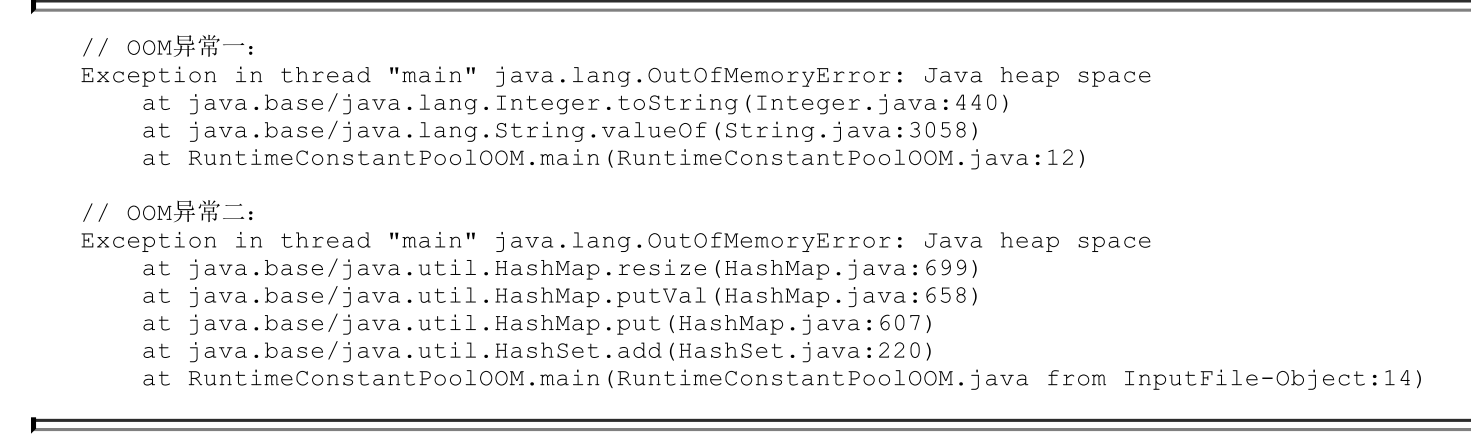 // OOM异常一：
Exception in thread "main" java.lang.OutOfMemoryError: Java heap space
    at java.base/java.lang.Integer.toString(Integer.java:440)
    at java.base/java.lang.String.valueOf(String.java:3058)
    at RuntimeConstantPoolOOM.main(RuntimeConstantPoolOOM.java:12)
// OOM异常二：
Exception in thread "main" java.lang.OutOfMemoryError: Java heap space
    at java.base/java.util.HashMap.resize(HashMap.java:699)
    at java.base/java.util.HashMap.putVal(HashMap.java:658)
    at java.base/java.util.HashMap.put(HashMap.java:607)
    at java.base/java.util.HashSet.add(HashSet.java:220)
    at RuntimeConstantPoolOOM.main(RuntimeConstantPoolOOM.java from InputFile-Object:14)